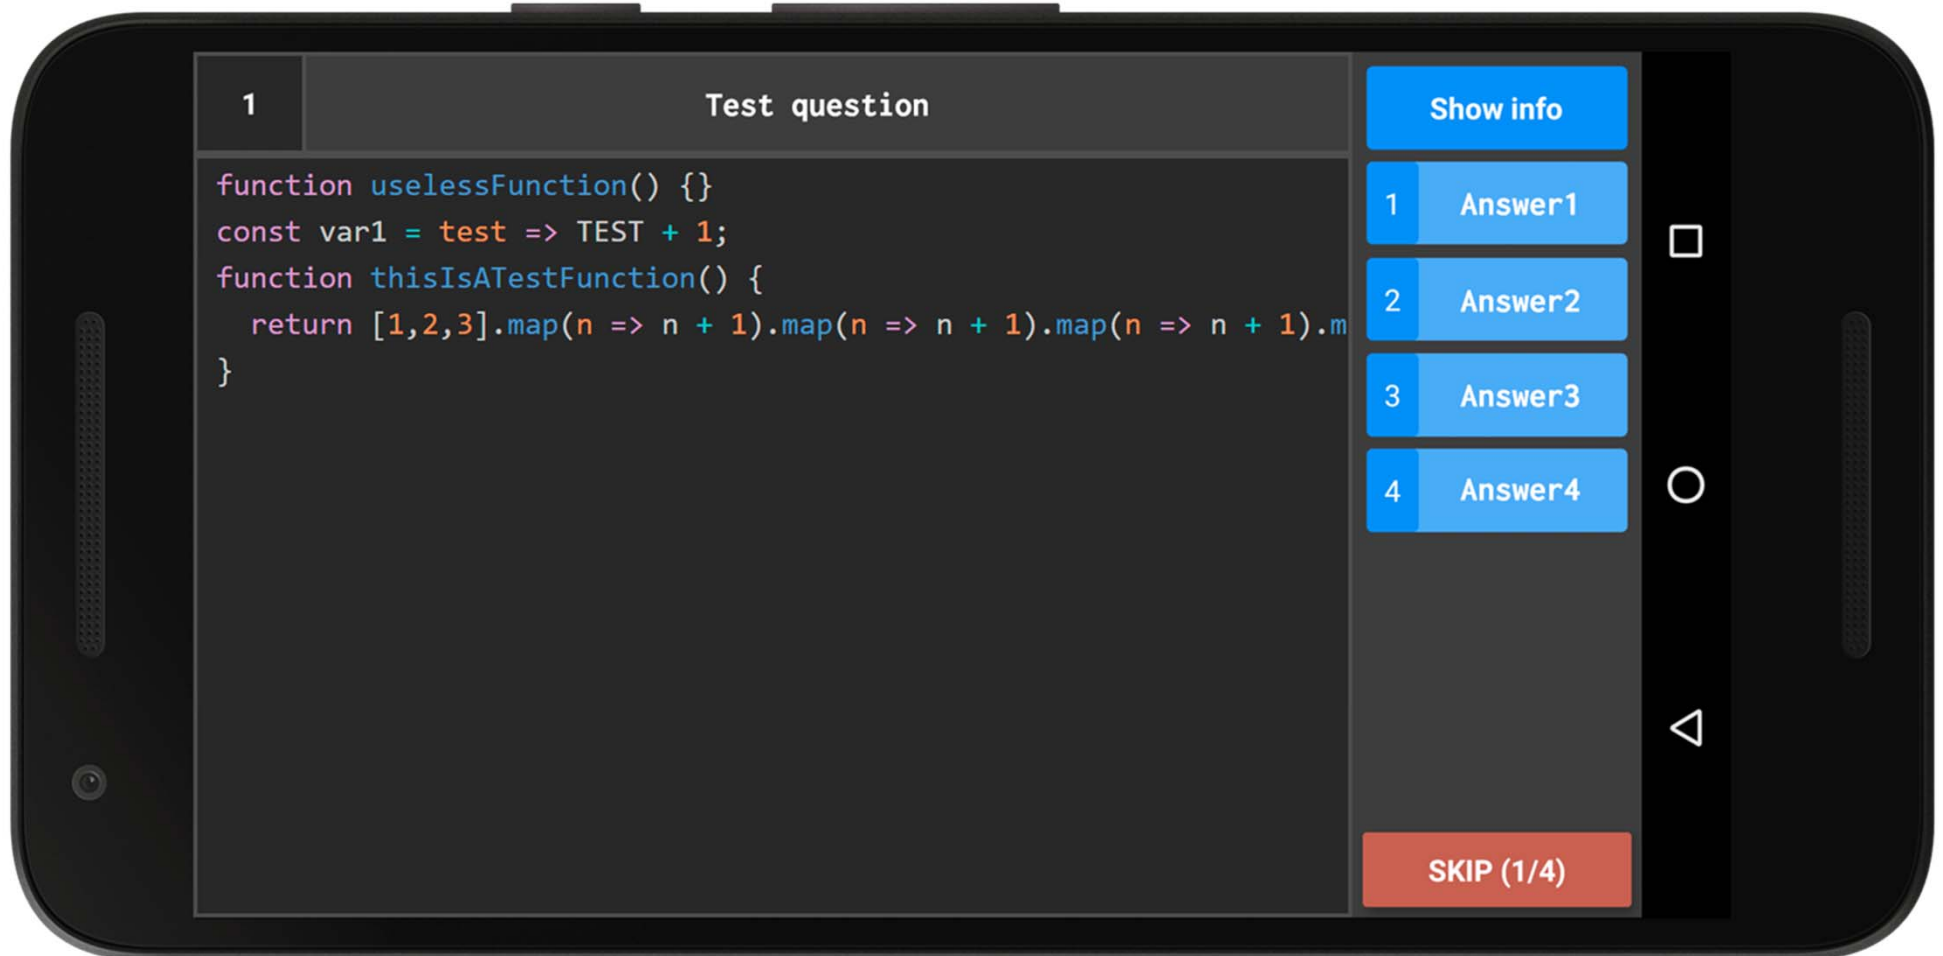 1
Test question
function uselessFunction() {}
const var1 = test => TEST + 1;
function thisIsATestFunction() {
  return [1,2,3].map(n => n + 1).map(n => n + 1).map(n => n + 1).m
}
Show info
1 Answer1
2 Answer2
3 Answer3
4 Answer4
SKIP (1/4)